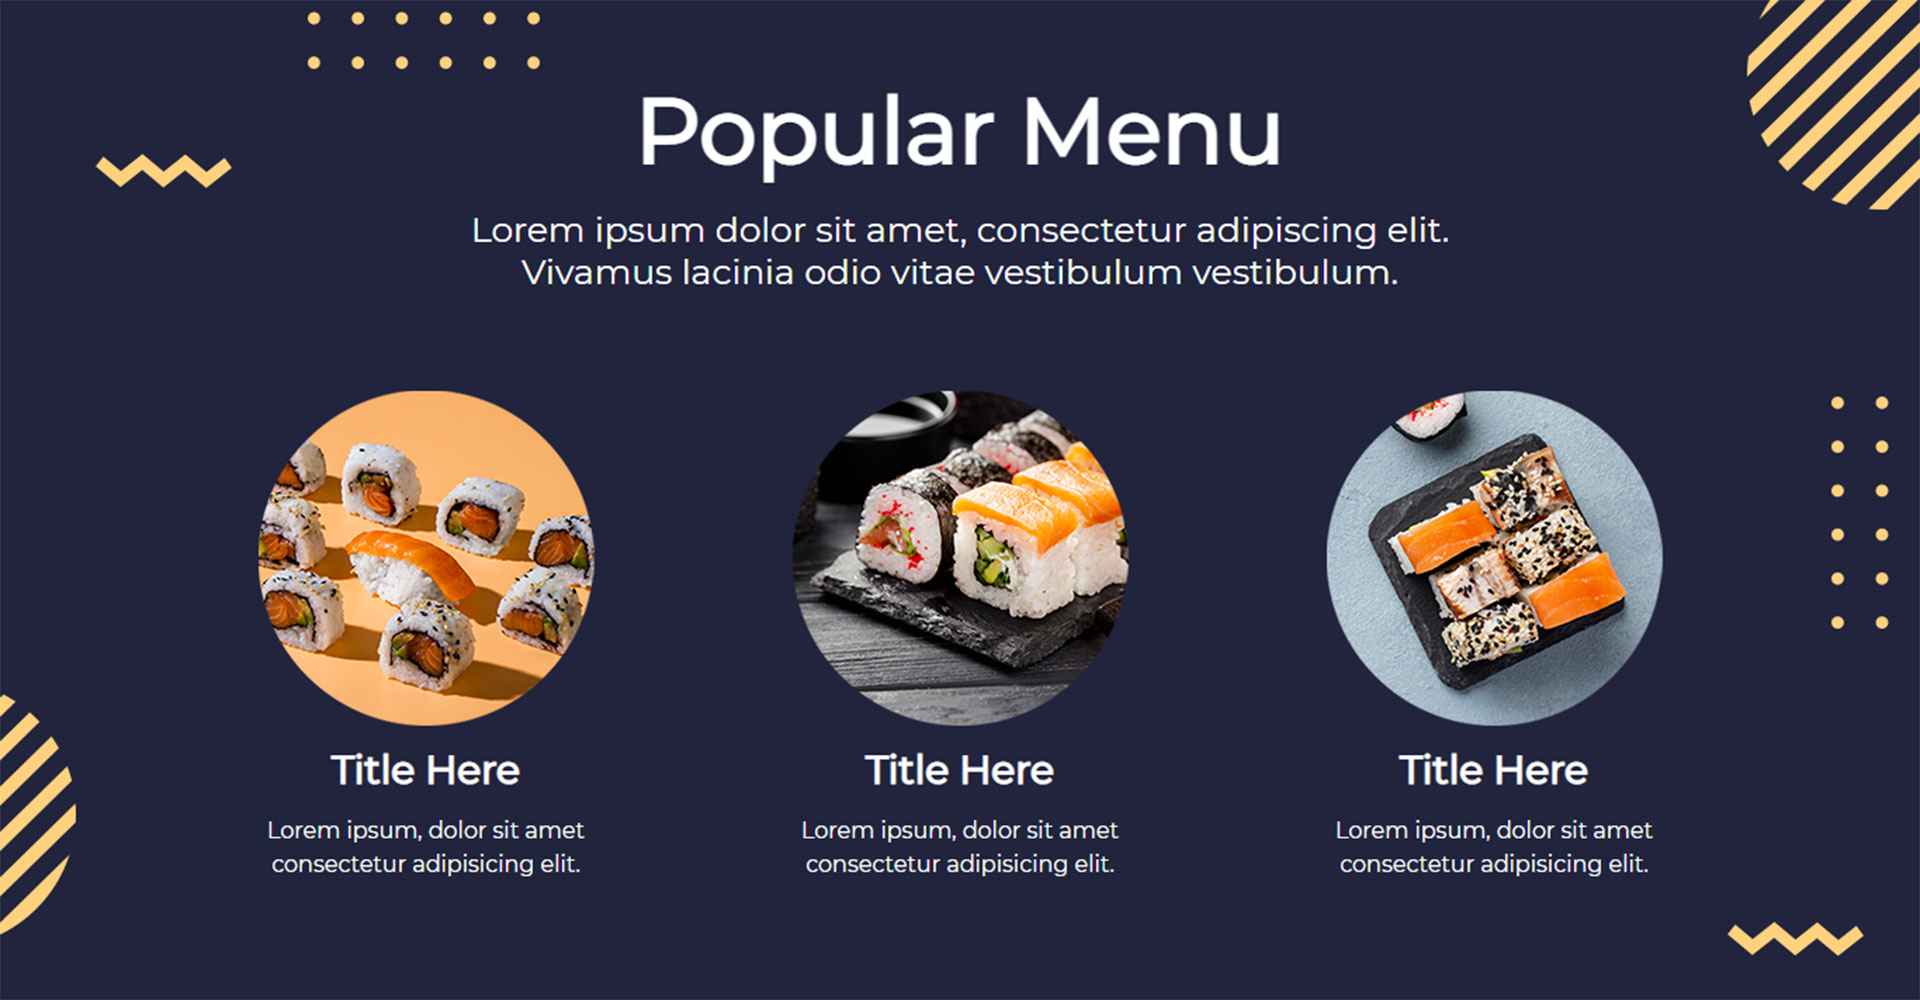 Popular Menu
Lorem ipsum dolor sit amet, consectetur adipiscing elit.
Vivamus lacinia odio vitae vestibulum vestibulum.
Title Here
Lorem ipsum, dolor sit amet
consectetur adipisicing elit.
Title Here
Lorem ipsum, dolor sit amet
consectetur adipisicing elit.
Title Here
Lorem ipsum, dolor sit amet
consectetur adipisicing elit.